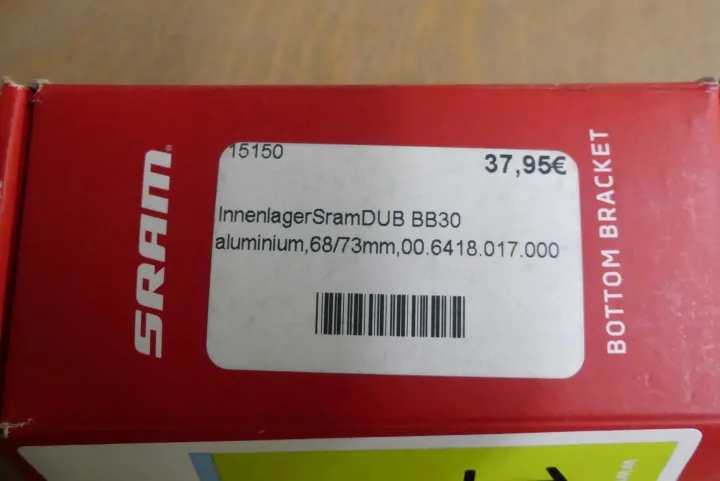 SRAM
15150
37,95€
InnenlagerSramDUB BB30
aluminium,68/73mm,00.6418.017.000
BOTTOM BRACKET